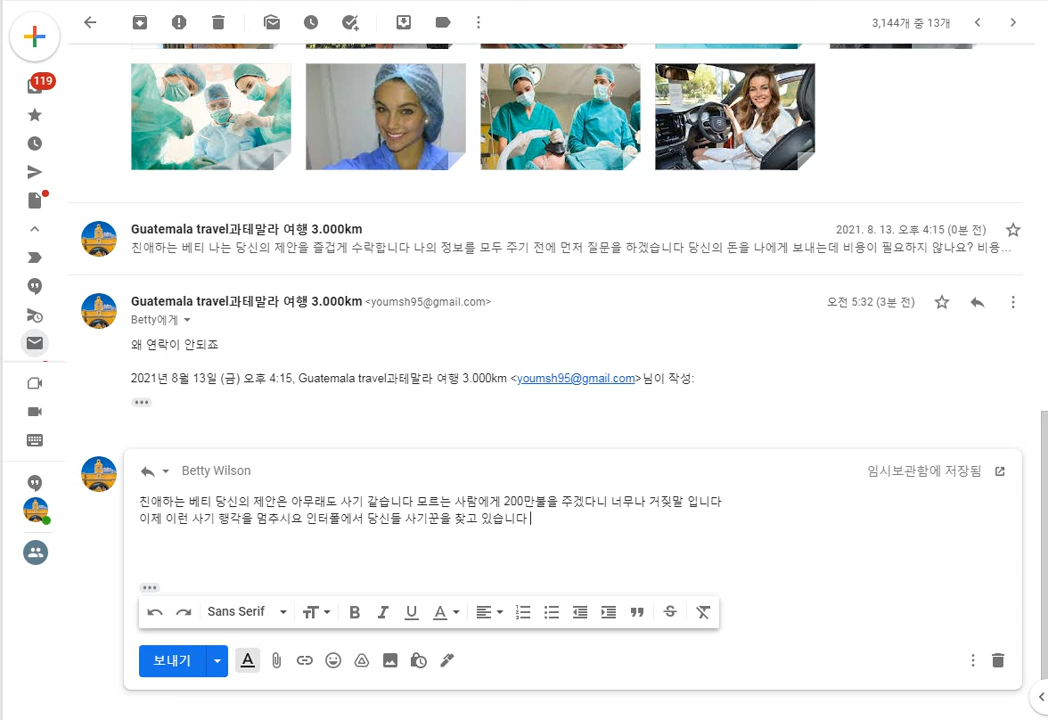 3,144개 중 13개
119
Guatemala travel과테말라 여행 3.000km
2021. 8. 13. 오후 4:15 (0분 전)
친애하는 베티 나는 당신의 제안을 즐겁게 수락합니다 나의 정보를 모두 주기 전에 먼저 질문을 하겠습니다 당신의 돈을 나에게 보내는데 비용이 필요하지 않나요? 비용...
Guatemala travel과테말라 여행 3.000km <youmsh95@gmail.com>
오전 5:32 (3분 전)
Betty에게
왜 연락이 안되죠
2021년 8월 13일 (금) 오후 4:15, Guatemala travel과테말라 여행 3.000km <youmsh95@gmail.com>님이 작성:
Betty Wilson
임시보관함에 저장됨
친애하는 베티 당신의 제안은 아무래도 사기 같습니다 모르는 사람에게 200만불을 주겠다니 너무나 거짓말 입니다
이제 이런 사기 행각을 멈추시요 인터폴에서 당신들 사기꾼을 찾고 있습니다
Sans Serif
보내기